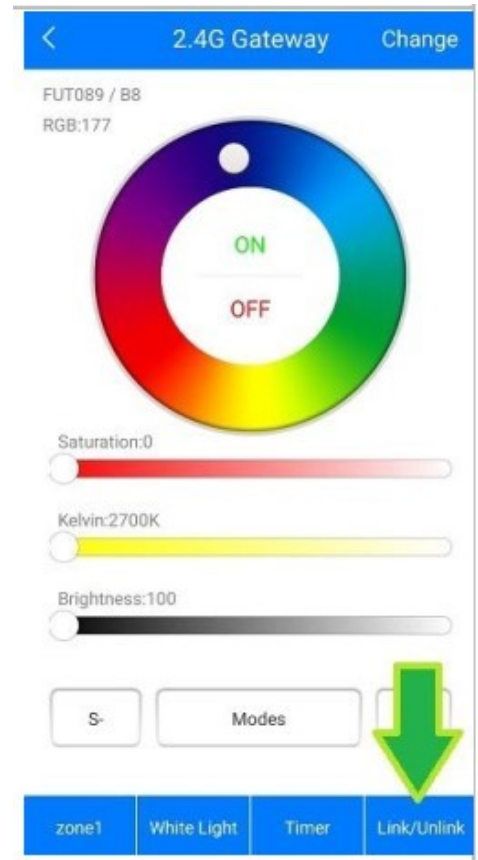 < 2.4G Gateway Change
FUT089 / B8
RGB:177
ON
OFF
Saturation:0
Kelvin:2700K
Brightness:100
S- Modes
zone1 White Light Timer Link/Unlink